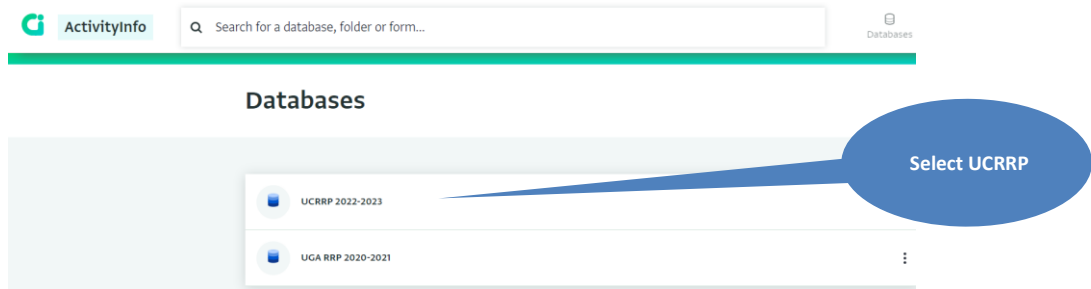 ActivityInfo
Search for a database, folder or form...
Databases
Databases
Select UCRRP
UCRRP 2022-2023
UGA RRP 2020-2021